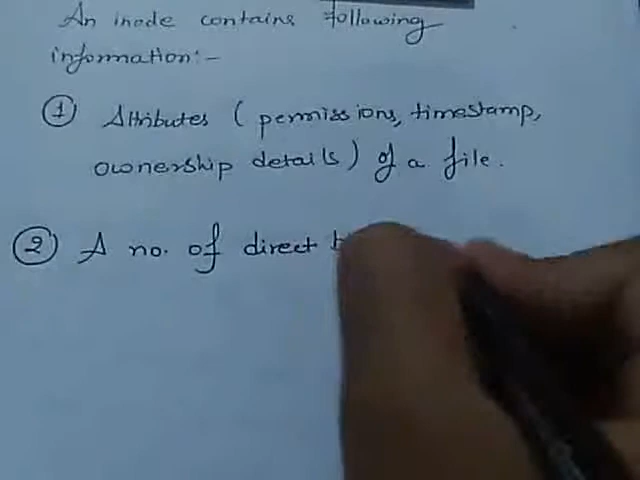 An inode contains following
information:-
① Attributes (permissions, timestamp,
ownership details) of a file.
② A no. of direct